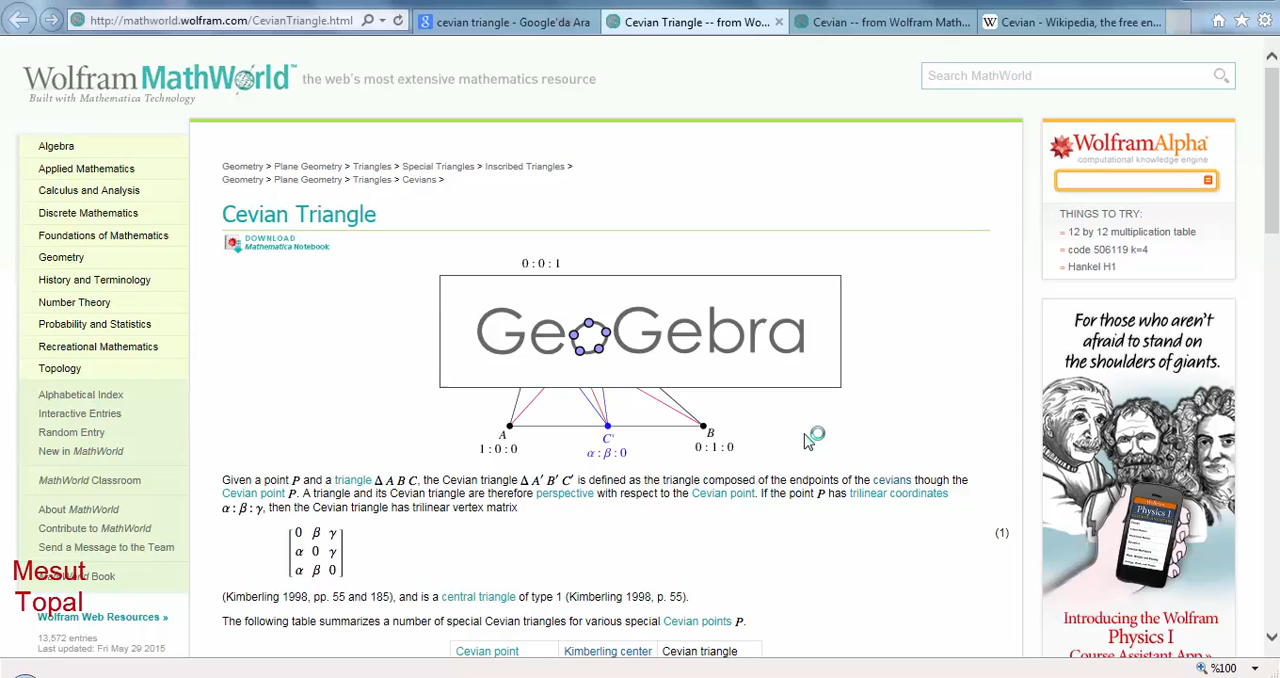 http://mathworld.wolfram.com/CevianTriangle.html
cevian triangle - Google'da Ara
Cevian Triangle -- from Wo...
Cevian -- from Wolfram Math...
Cevian - Wikipedia, the free en...
Wolfram MathWorld™ the web's most extensive mathematics resource
Built with Mathematica Technology
Search MathWorld
Algebra
Applied Mathematics
Calculus and Analysis
Discrete Mathematics
Foundations of Mathematics
Geometry
History and Terminology
Number Theory
Probability and Statistics
Recreational Mathematics
Topology
Alphabetical Index
Interactive Entries
Random Entry
New in MathWorld
MathWorld Classroom
About MathWorld
Contribute to MathWorld
Send a Message to the Team
Book
Mesut
Topal
Wolfram Web Resources »
13,572 entries
Last updated: Fri May 29 2015
Geometry > Plane Geometry > Triangles > Special Triangles > Inscribed Triangles >
Geometry > Plane Geometry > Triangles > Cevians >
Cevian Triangle
DOWNLOAD
Mathematica Notebook
0 : 0 : 1
GeoGebra
A
1 : 0 : 0
C'
α : β : 0
B
0 : 1 : 0
Given a point P and a triangle Δ A B C, the Cevian triangle Δ A' B' C' is defined as the triangle composed of the endpoints of the cevians though the
Cevian point P. A triangle and its Cevian triangle are therefore perspective with respect to the Cevian point. If the point P has trilinear coordinates
α : β : γ, then the Cevian triangle has trilinear vertex matrix
0 β γ
α 0 γ
α β 0
(1)
(Kimberling 1998, pp. 55 and 185), and is a central triangle of type 1 (Kimberling 1998, p. 55).
The following table summarizes a number of special Cevian triangles for various special Cevian points P.
Cevian point Kimberling center Cevian triangle
WolframAlpha
computational knowledge engine
THINGS TO TRY:
= 12 by 12 multiplication table
= code 506119 k=4
= Hankel H1
For those who aren't
afraid to stand on
the shoulders of giants.
Physics I
Introducing the Wolfram
Physics I
Course Assistant App »
%100